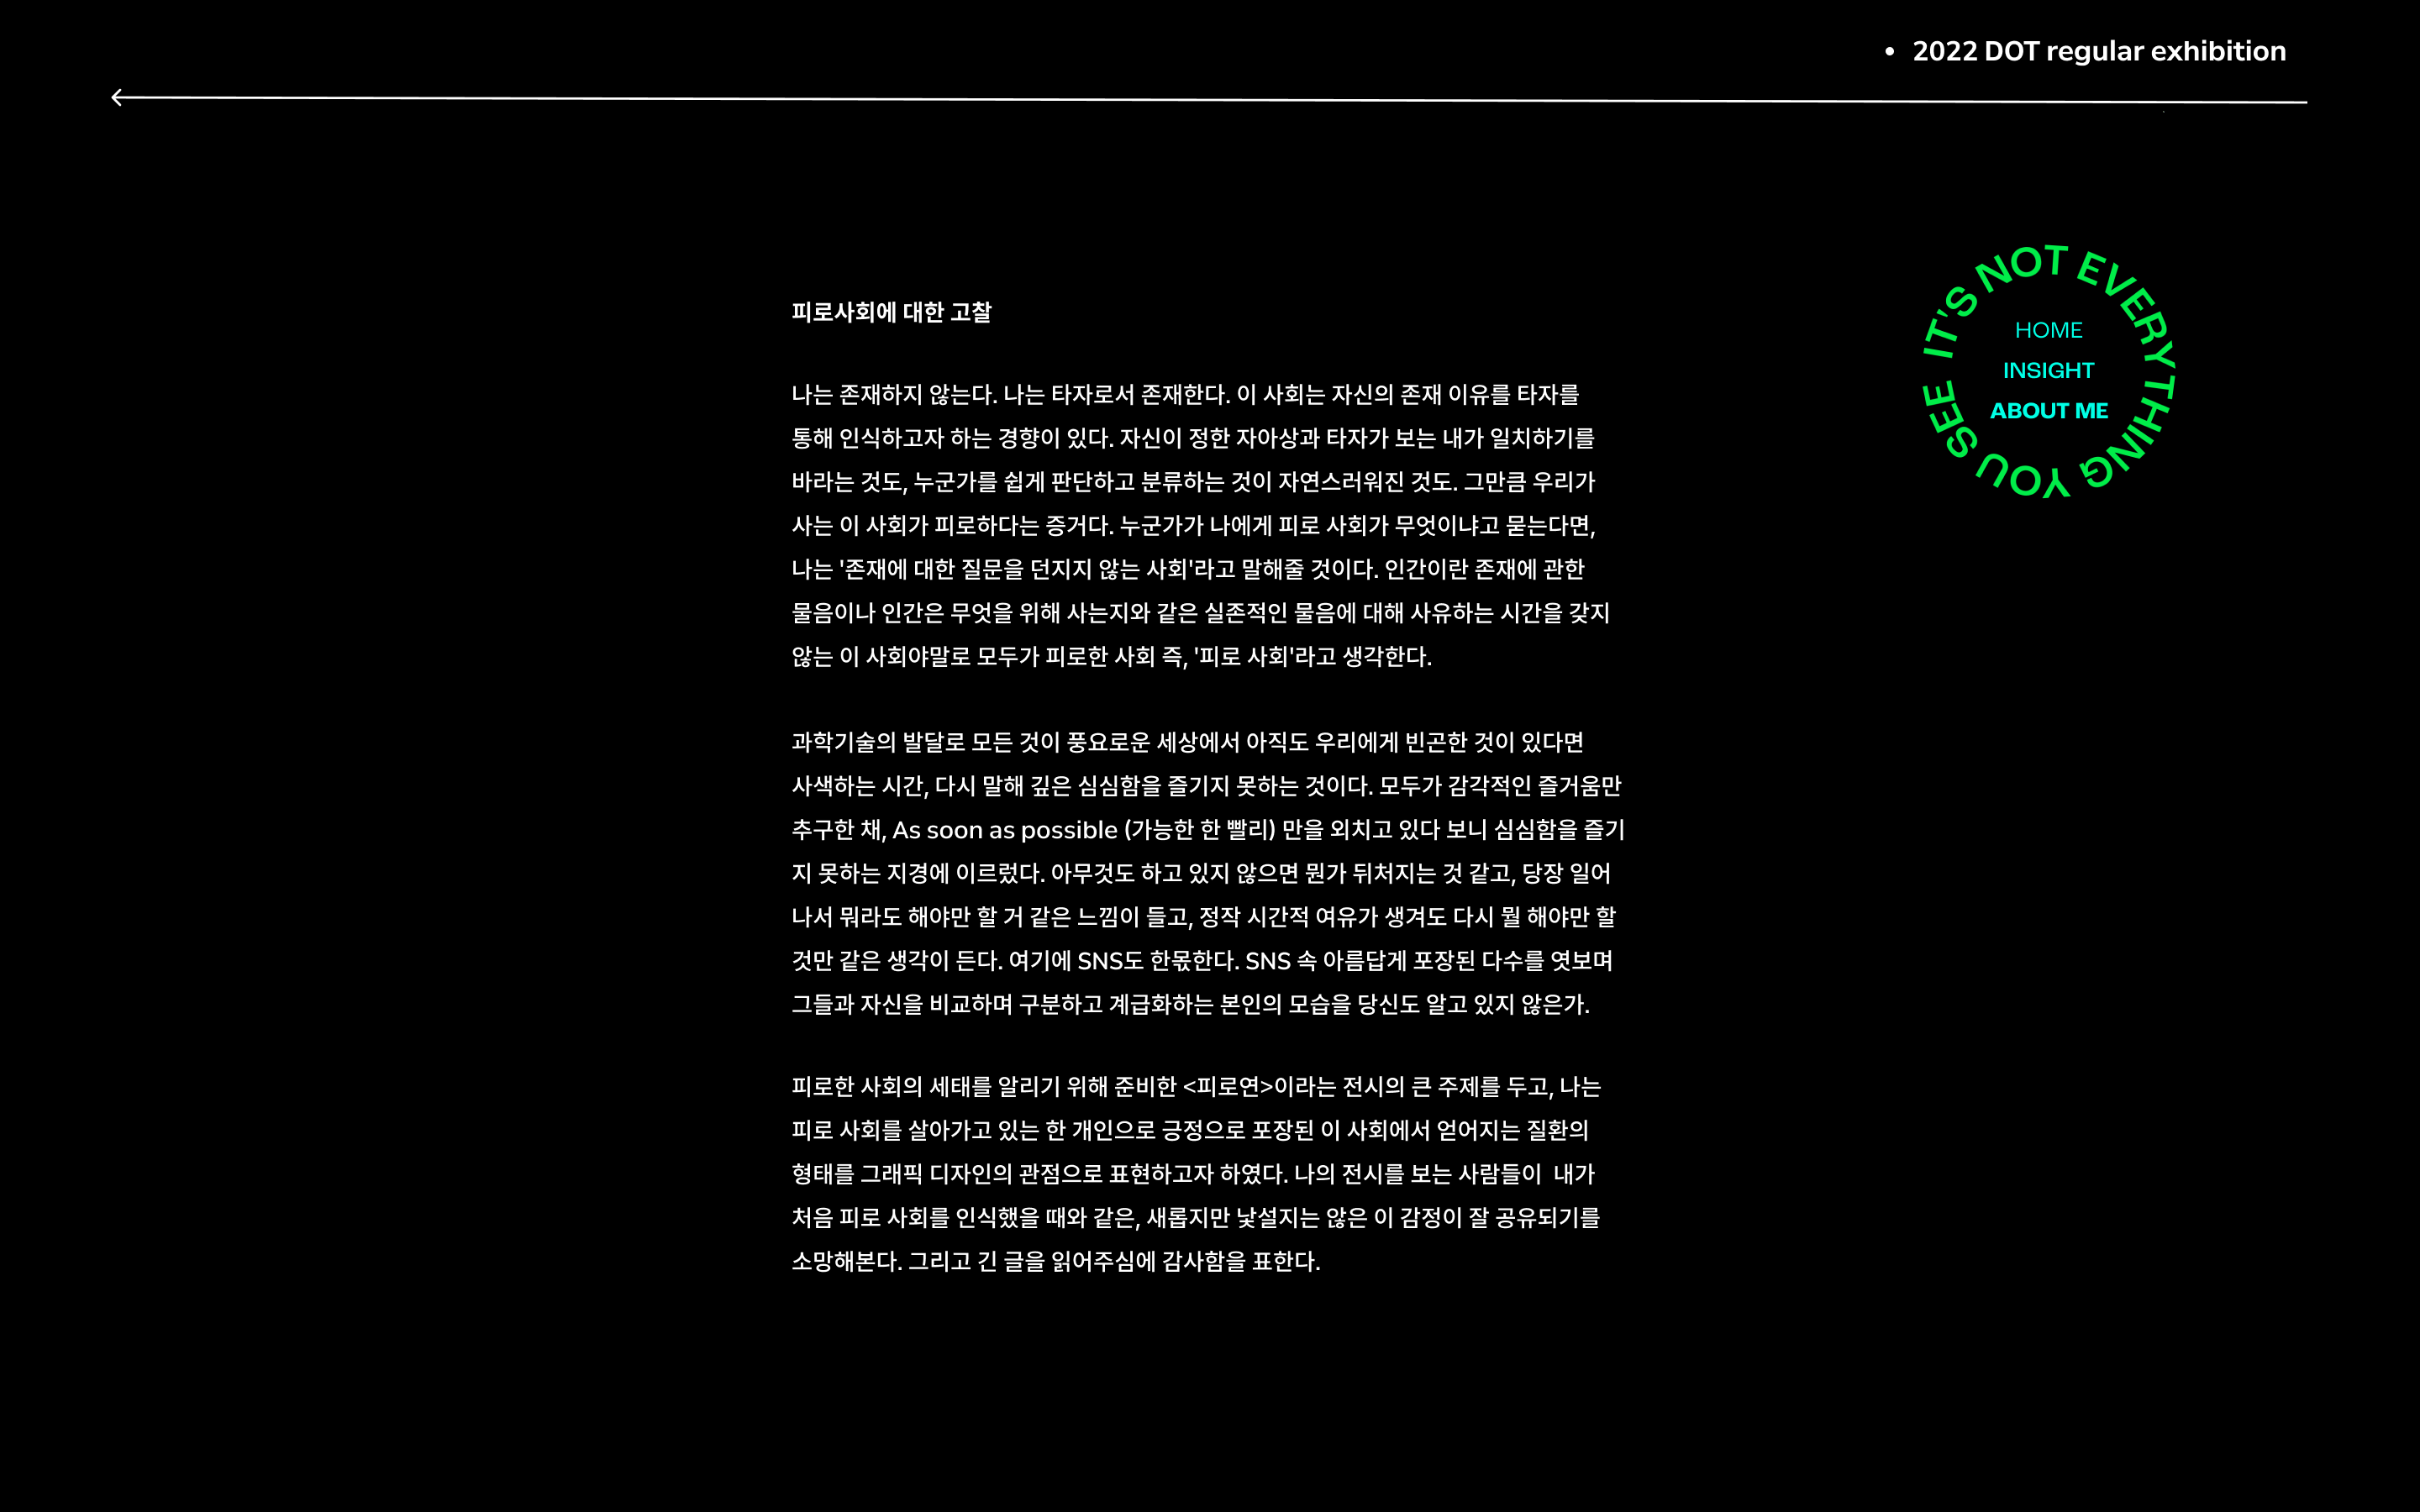 • 2022 DOT regular exhibition
IT'S NOT EVERYTHING YOU SEE
HOME
INSIGHT
ABOUT ME
피로사회에 대한 고찰
나는 존재하지 않는다. 나는 타자로서 존재한다. 이 사회는 자신의 존재 이유를 타자를
통해 인식하고자 하는 경향이 있다. 자신이 정한 자아상과 타자가 보는 내가 일치하기를
바라는 것도, 누군가를 쉽게 판단하고 분류하는 것이 자연스러워진 것도. 그만큼 우리가
사는 이 사회가 피로하다는 증거다. 누군가가 나에게 피로 사회가 무엇이냐고 묻는다면,
나는 '존재에 대한 질문을 던지지 않는 사회'라고 말해줄 것이다. 인간이란 존재에 관한
물음이나 인간은 무엇을 위해 사는지와 같은 실존적인 물음에 대해 사유하는 시간을 갖지
않는 이 사회야말로 모두가 피로한 사회 즉, '피로 사회'라고 생각한다.
과학기술의 발달로 모든 것이 풍요로운 세상에서 아직도 우리에게 빈곤한 것이 있다면
사색하는 시간, 다시 말해 깊은 심심함을 즐기지 못하는 것이다. 모두가 감각적인 즐거움만
추구한 채, As soon as possible (가능한 한 빨리) 만을 외치고 있다 보니 심심함을 즐기
지 못하는 지경에 이르렀다. 아무것도 하고 있지 않으면 뭔가 뒤처지는 것 같고, 당장 일어
나서 뭐라도 해야만 할 거 같은 느낌이 들고, 정작 시간적 여유가 생겨도 다시 뭘 해야만 할
것만 같은 생각이 든다. 여기에 SNS도 한몫한다. SNS 속 아름답게 포장된 다수를 엿보며
그들과 자신을 비교하며 구분하고 계급화하는 본인의 모습을 당신도 알고 있지 않은가.
피로한 사회의 세태를 알리기 위해 준비한 <피로연>이라는 전시의 큰 주제를 두고, 나는
피로 사회를 살아가고 있는 한 개인으로 긍정으로 포장된 이 사회에서 얻어지는 질환의
형태를 그래픽 디자인의 관점으로 표현하고자 하였다. 나의 전시를 보는 사람들이  내가
처음 피로 사회를 인식했을 때와 같은, 새롭지만 낯설지는 않은 이 감정이 잘 공유되기를
소망해본다. 그리고 긴 글을 읽어주심에 감사함을 표한다.